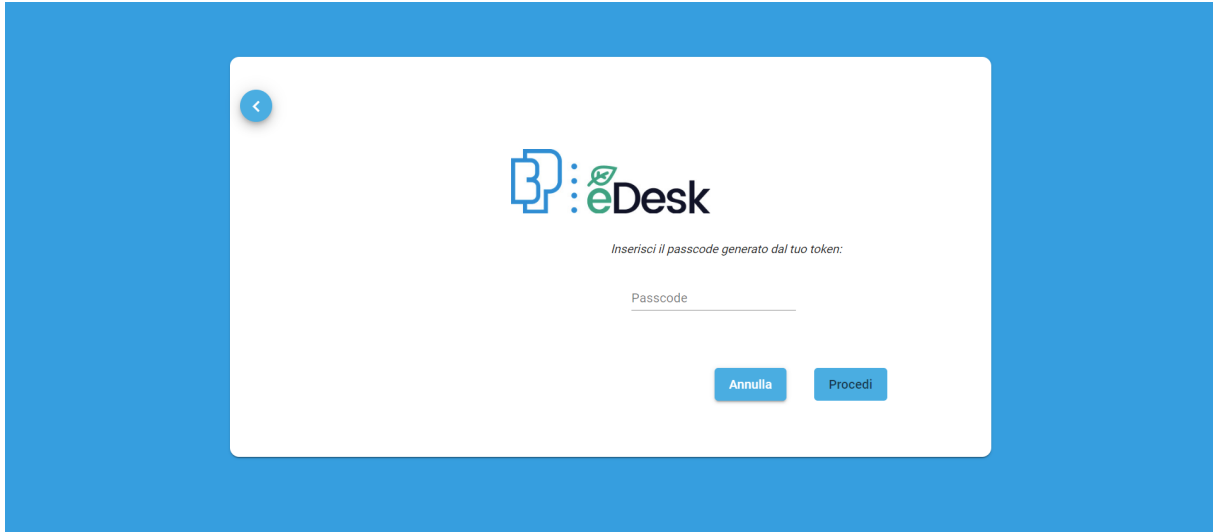 eDesk
Inserisci il passcode generato dal tuo token:
Passcode
Annulla Procedi